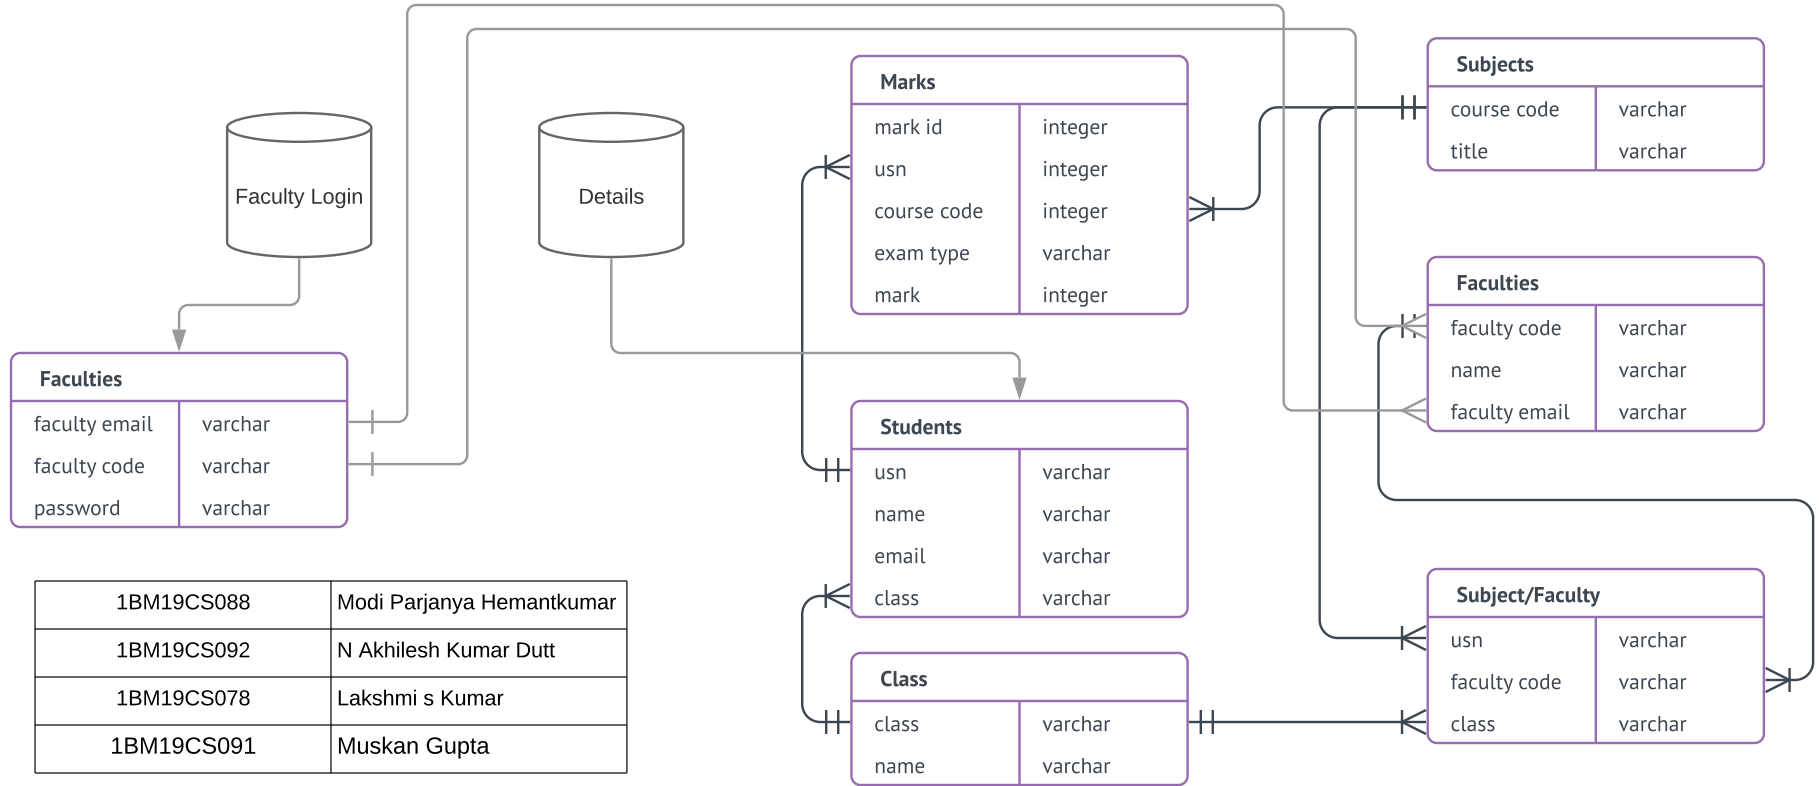 Faculty Login
Details
Faculties
faculty email varchar
faculty code varchar
password varchar
1BM19CS088 Modi Parjanya Hemantkumar
1BM19CS092 N Akhilesh Kumar Dutt
1BM19CS078 Lakshmi s Kumar
1BM19CS091 Muskan Gupta
Marks
mark id integer
usn integer
course code integer
exam type varchar
mark integer
Students
usn varchar
name varchar
email varchar
class varchar
Class
class varchar
name varchar
Subjects
course code varchar
title varchar
Faculties
faculty code varchar
name varchar
faculty email varchar
Subject/Faculty
usn varchar
faculty code varchar
class varchar